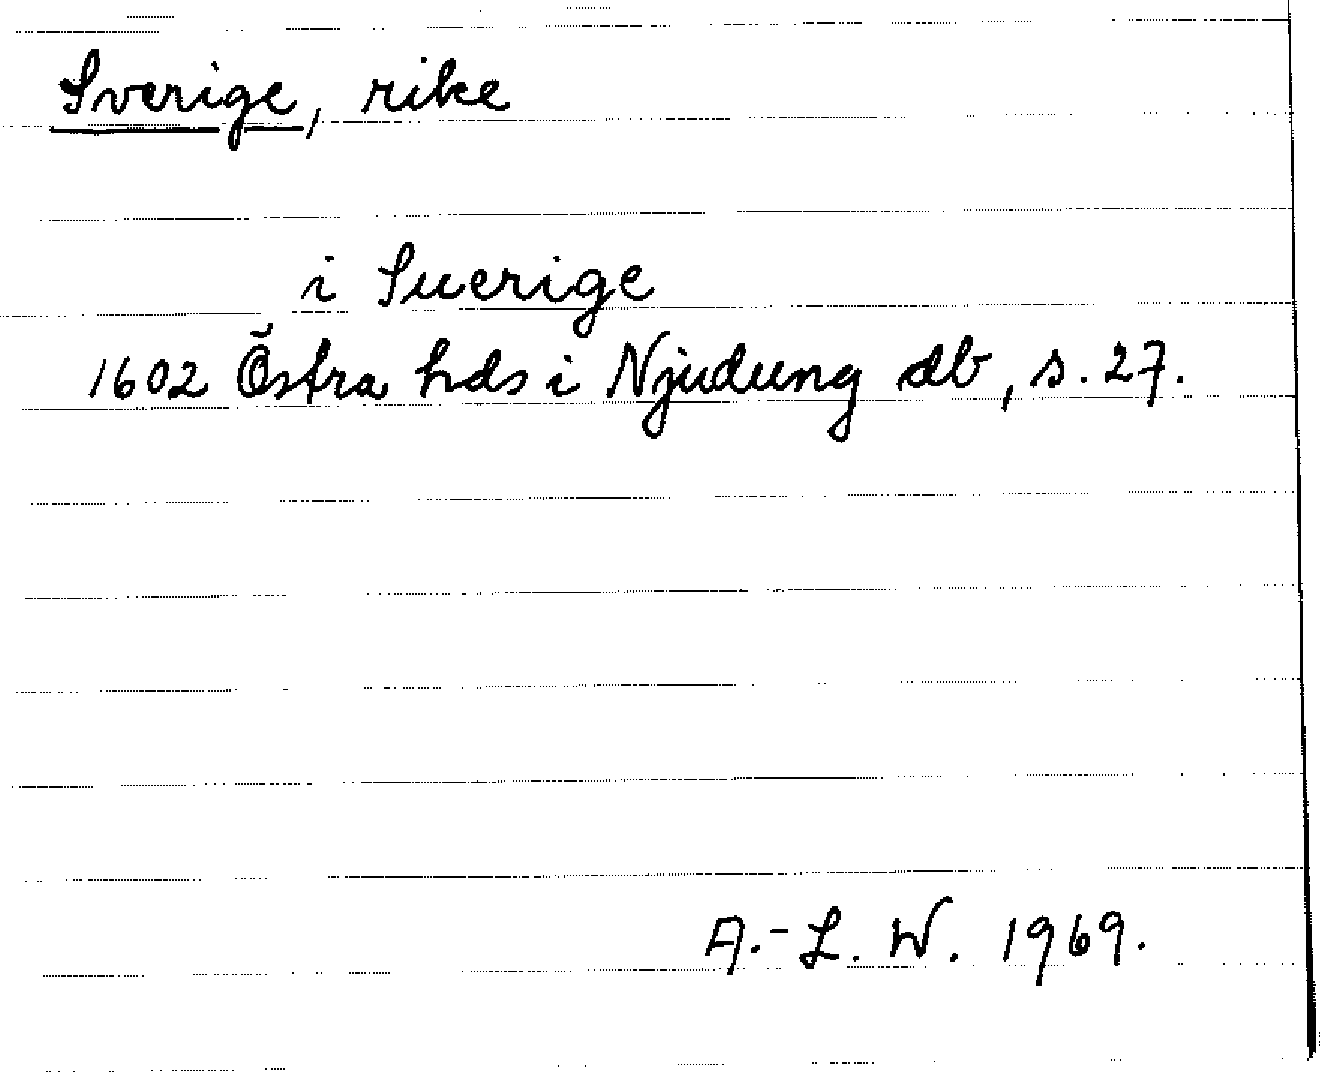 Sverige, rike
i Suerige
1602 Östra hds i Njudung db, s. 27.
A.-L. W. 1969.